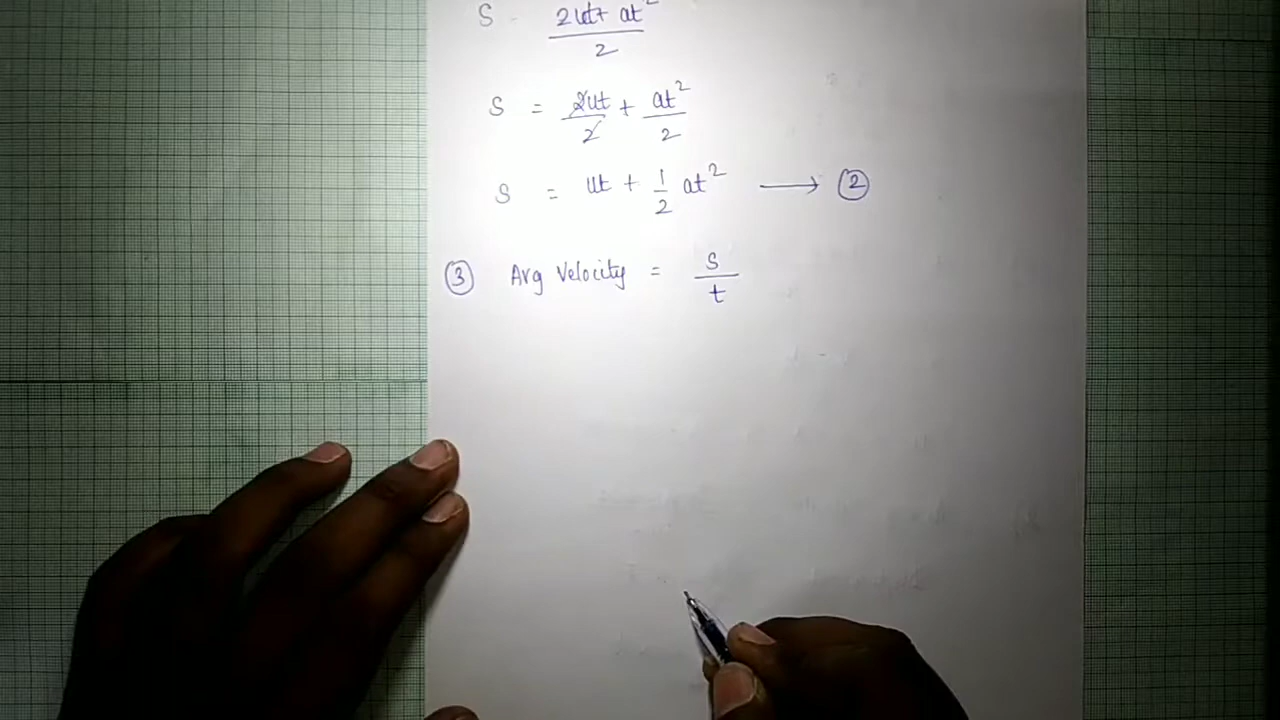 S = 2ut + at²/2
S = 2ut/2 + at²/2
S = ut + 1/2 at² → ②
③ Avg Velocity = S/t